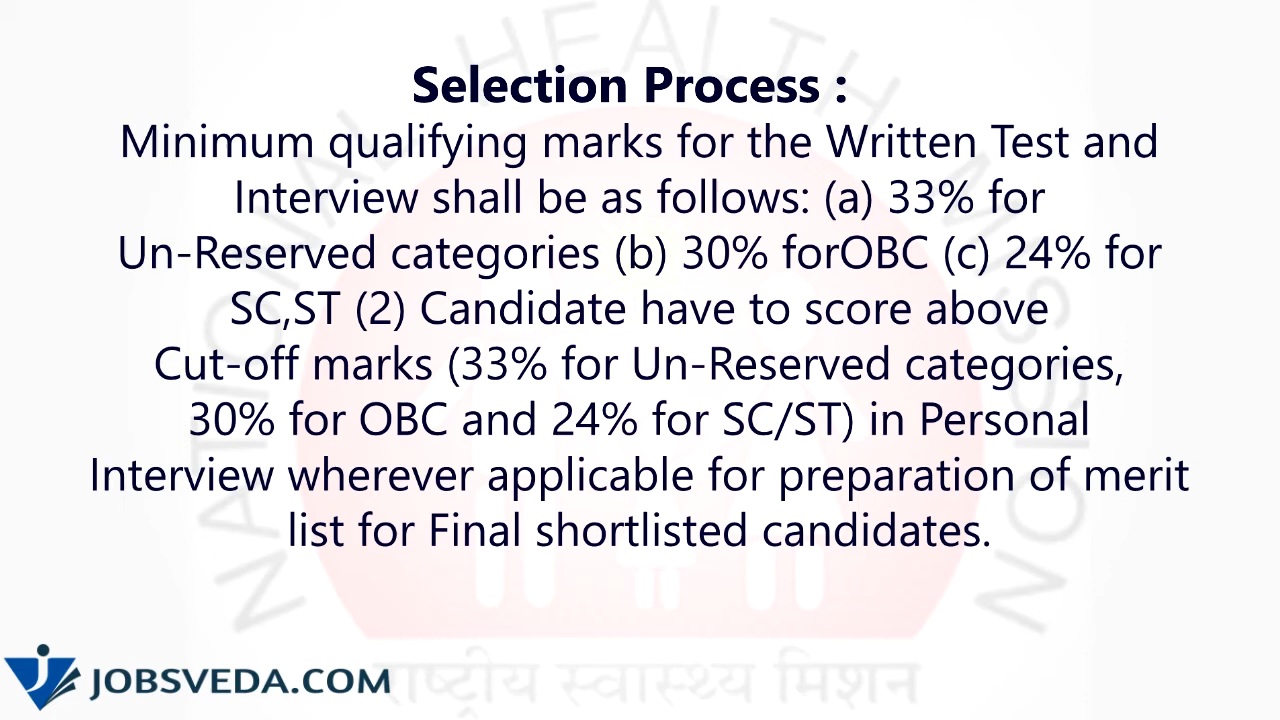 Selection Process :
Minimum qualifying marks for the Written Test and
Interview shall be as follows: (a) 33% for
Un-Reserved categories (b) 30% forOBC (c) 24% for
SC,ST (2) Candidate have to score above
Cut-off marks (33% for Un-Reserved categories,
30% for OBC and 24% for SC/ST) in Personal
Interview wherever applicable for preparation of merit
list for Final shortlisted candidates.
NATIONAL HEALTH MISSION
राष्ट्रीय स्वास्थ्य मिशन
JOBSVEDA.COM